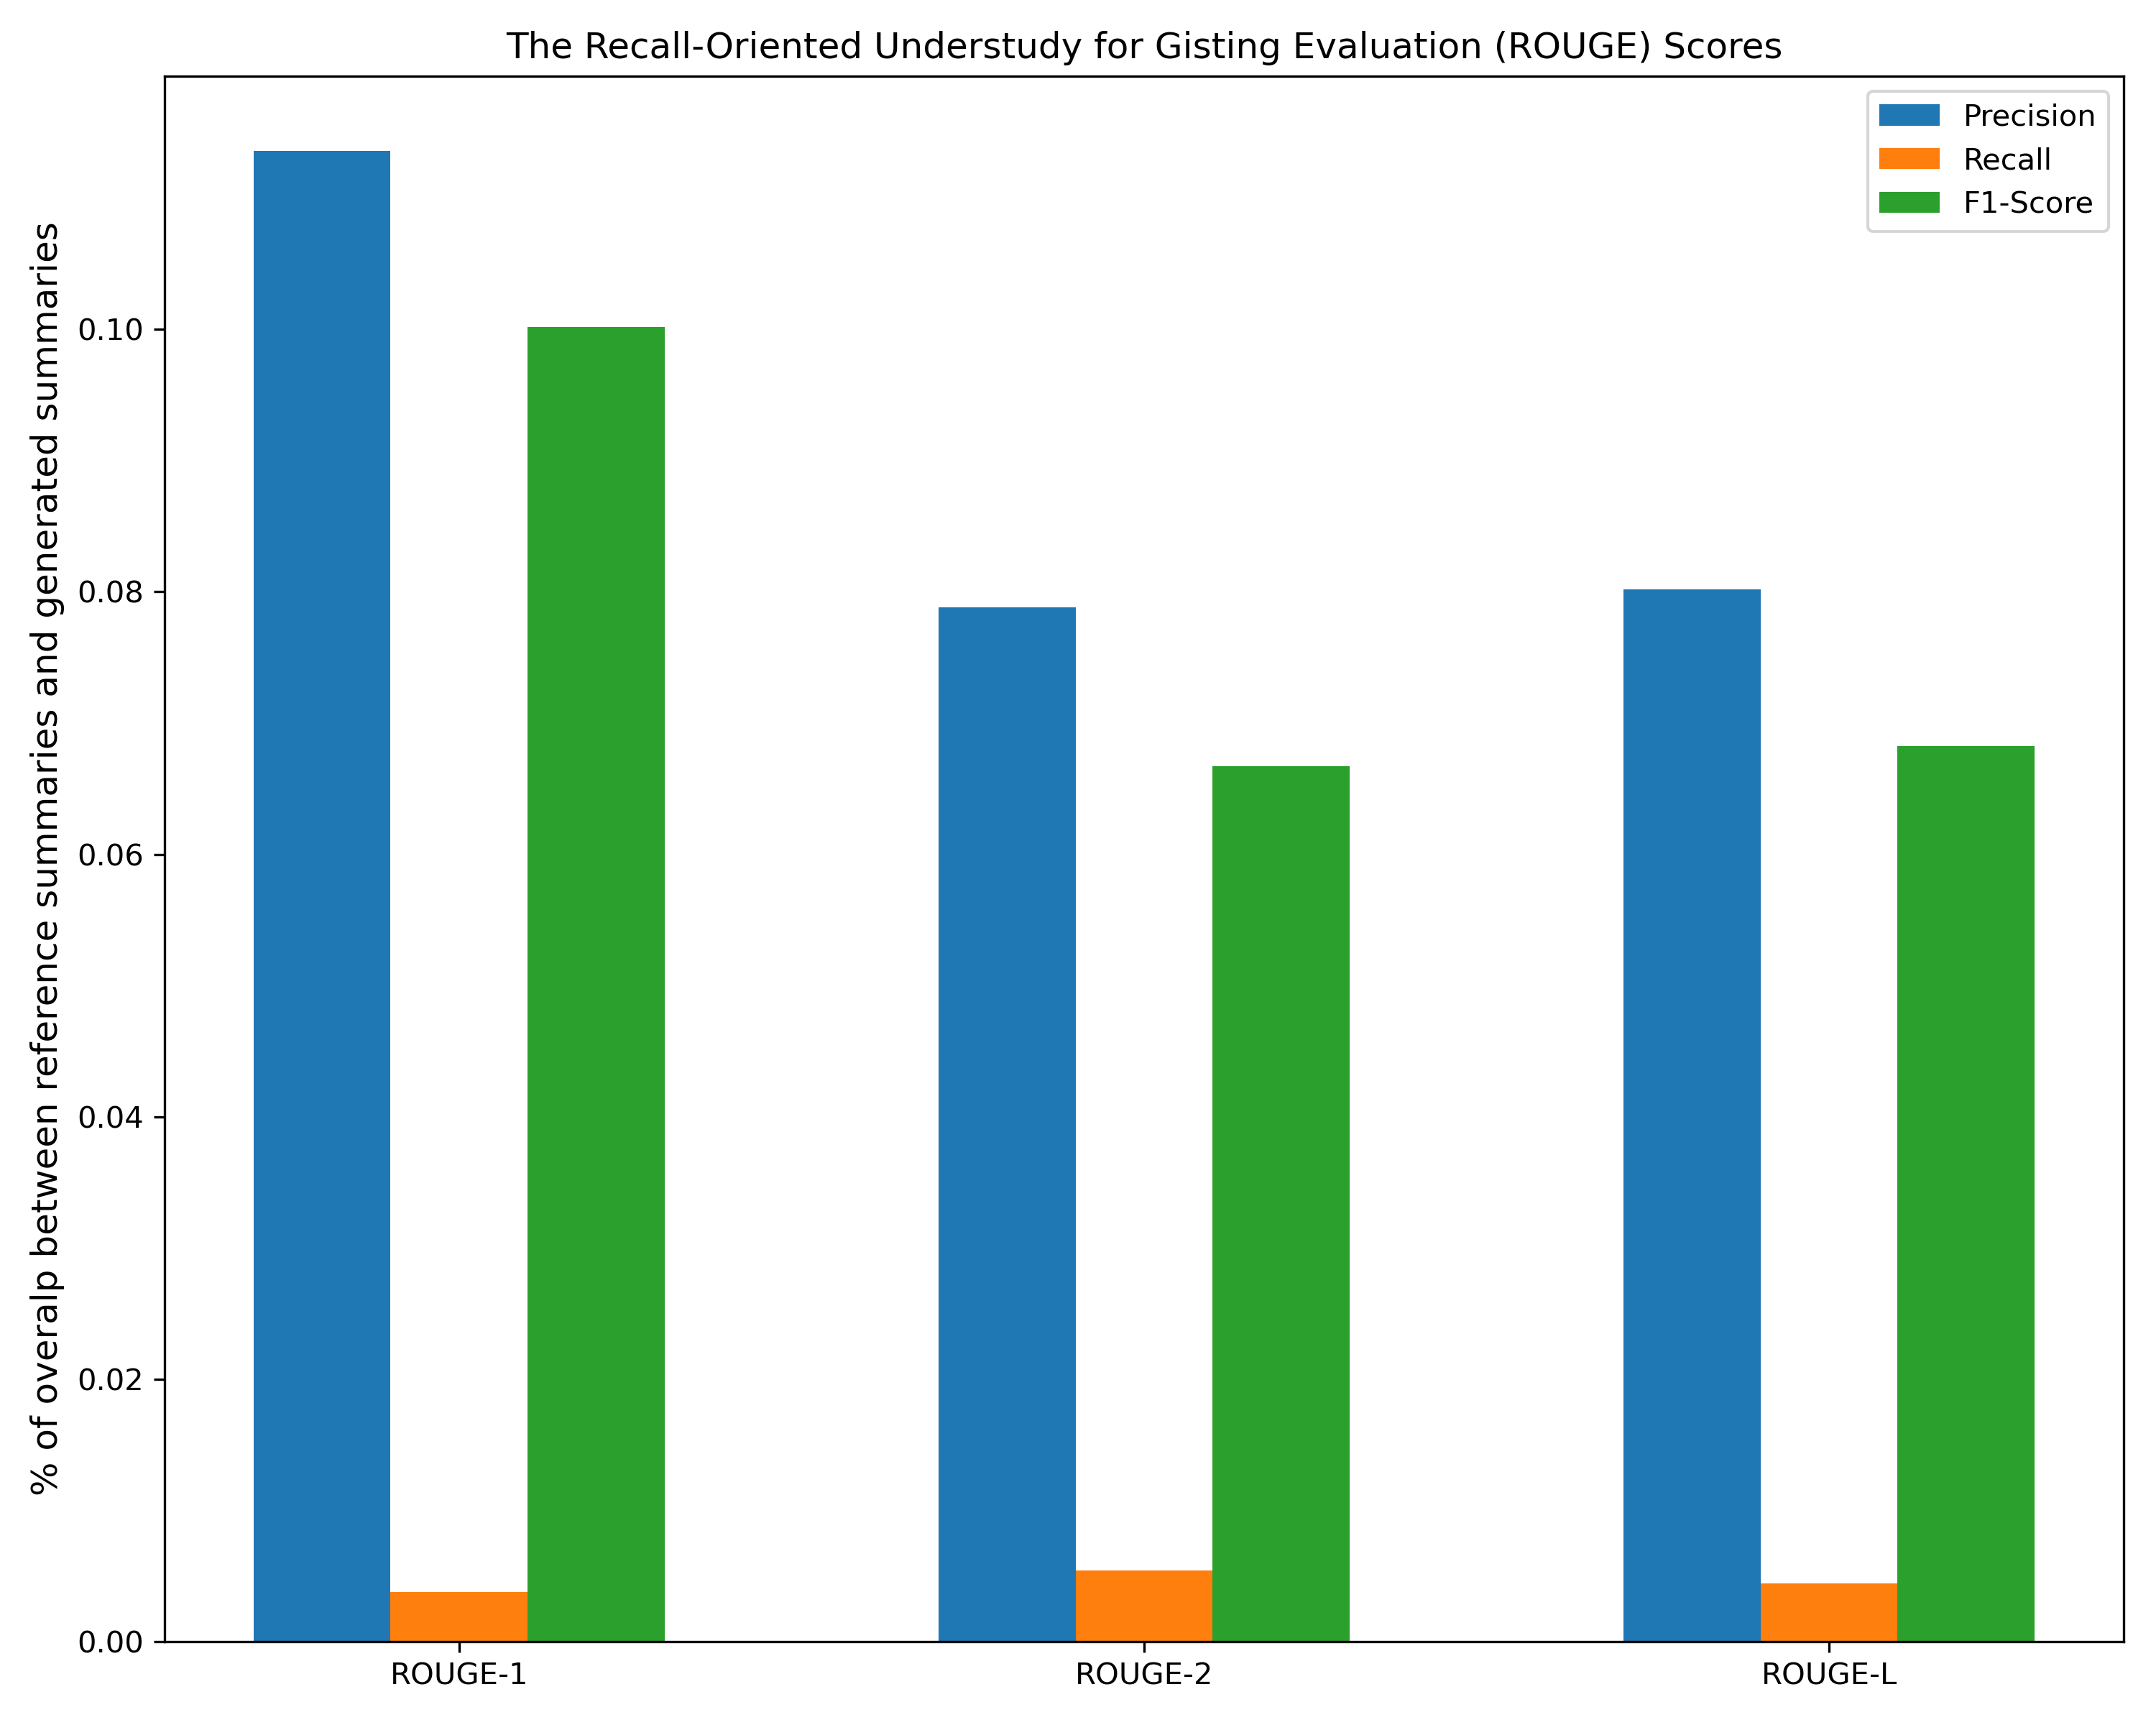 The Recall-Oriented Understudy for Gisting Evaluation (ROUGE) Scores
Precision
Recall
F1-Score
% of overalp between reference summaries and generated summaries
0.10
0.08
0.06
0.04
0.02
0.00
ROUGE-1
ROUGE-2
ROUGE-L